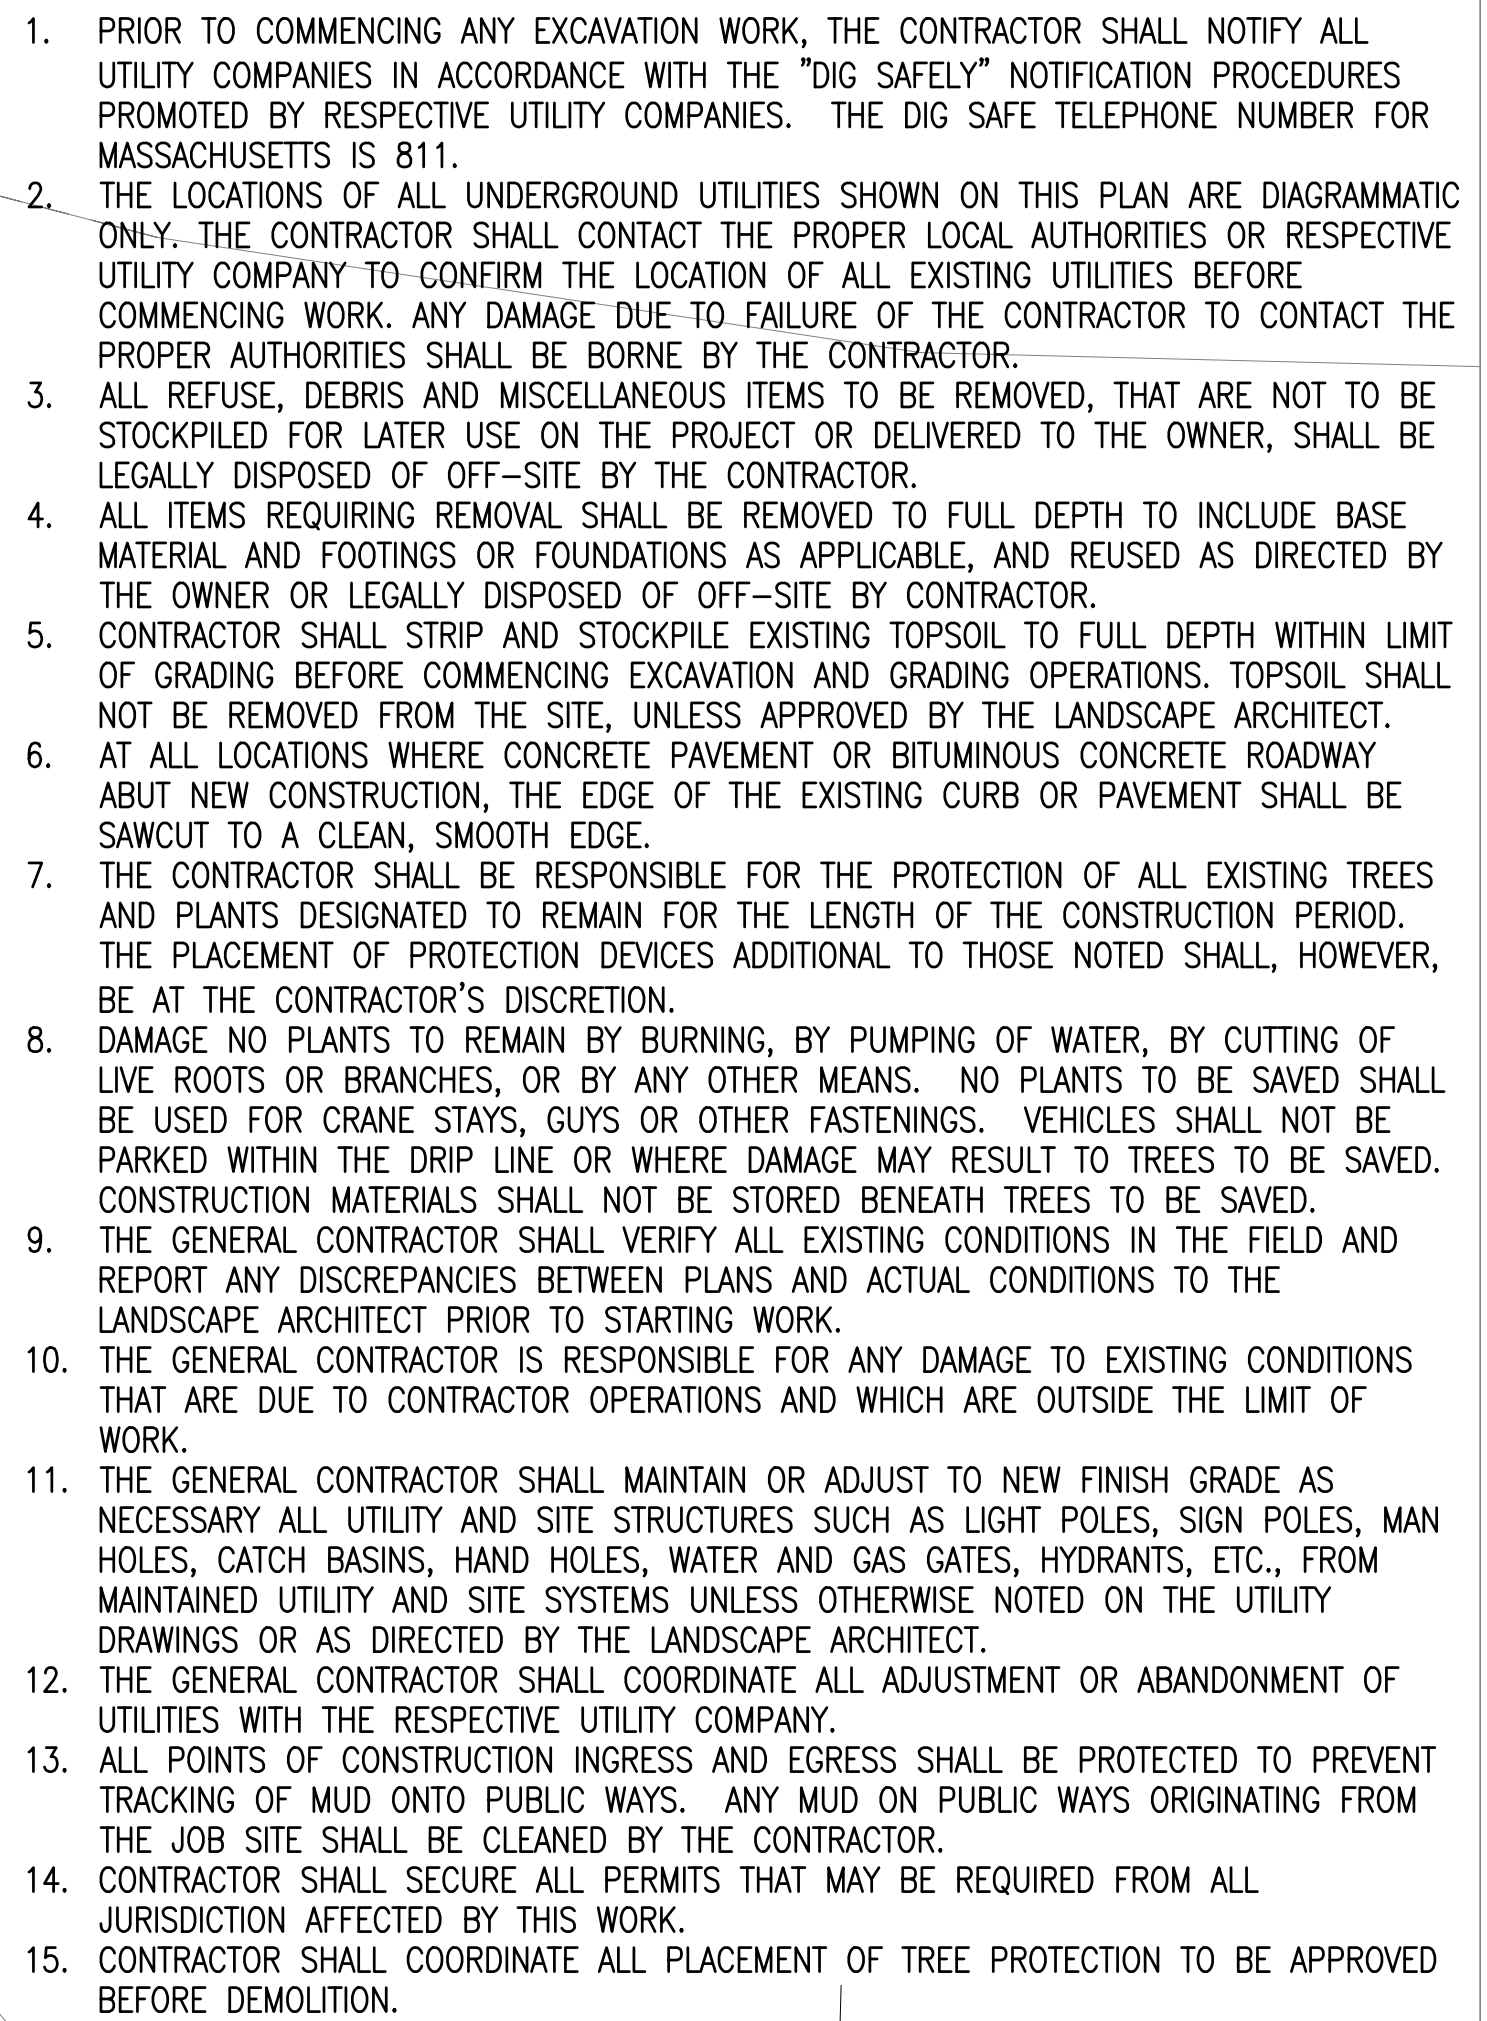 1. PRIOR TO COMMENCING ANY EXCAVATION WORK, THE CONTRACTOR SHALL NOTIFY ALL
UTILITY COMPANIES IN ACCORDANCE WITH THE "DIG SAFELY" NOTIFICATION PROCEDURES
PROMOTED BY RESPECTIVE UTILITY COMPANIES. THE DIG SAFE TELEPHONE NUMBER FOR
MASSACHUSETTS IS 811.
2. THE LOCATIONS OF ALL UNDERGROUND UTILITIES SHOWN ON THIS PLAN ARE DIAGRAMMATIC
ONLY. THE CONTRACTOR SHALL CONTACT THE PROPER LOCAL AUTHORITIES OR RESPECTIVE
UTILITY COMPANY TO CONFIRM THE LOCATION OF ALL EXISTING UTILITIES BEFORE
COMMENCING WORK. ANY DAMAGE DUE TO FAILURE OF THE CONTRACTOR TO CONTACT THE
PROPER AUTHORITIES SHALL BE BORNE BY THE CONTRACTOR.
3. ALL REFUSE, DEBRIS AND MISCELLANEOUS ITEMS TO BE REMOVED, THAT ARE NOT TO BE
STOCKPILED FOR LATER USE ON THE PROJECT OR DELIVERED TO THE OWNER, SHALL BE
LEGALLY DISPOSED OF OFF-SITE BY THE CONTRACTOR.
4. ALL ITEMS REQUIRING REMOVAL SHALL BE REMOVED TO FULL DEPTH TO INCLUDE BASE
MATERIAL AND FOOTINGS OR FOUNDATIONS AS APPLICABLE, AND REUSED AS DIRECTED BY
THE OWNER OR LEGALLY DISPOSED OF OFF-SITE BY CONTRACTOR.
5. CONTRACTOR SHALL STRIP AND STOCKPILE EXISTING TOPSOIL TO FULL DEPTH WITHIN LIMIT
OF GRADING BEFORE COMMENCING EXCAVATION AND GRADING OPERATIONS. TOPSOIL SHALL
NOT BE REMOVED FROM THE SITE, UNLESS APPROVED BY THE LANDSCAPE ARCHITECT.
6. AT ALL LOCATIONS WHERE CONCRETE PAVEMENT OR BITUMINOUS CONCRETE ROADWAY
ABUT NEW CONSTRUCTION, THE EDGE OF THE EXISTING CURB OR PAVEMENT SHALL BE
SAWCUT TO A CLEAN, SMOOTH EDGE.
7. THE CONTRACTOR SHALL BE RESPONSIBLE FOR THE PROTECTION OF ALL EXISTING TREES
AND PLANTS DESIGNATED TO REMAIN FOR THE LENGTH OF THE CONSTRUCTION PERIOD.
THE PLACEMENT OF PROTECTION DEVICES ADDITIONAL TO THOSE NOTED SHALL, HOWEVER,
BE AT THE CONTRACTOR'S DISCRETION.
8. DAMAGE NO PLANTS TO REMAIN BY BURNING, BY PUMPING OF WATER, BY CUTTING OF
LIVE ROOTS OR BRANCHES, OR BY ANY OTHER MEANS. NO PLANTS TO BE SAVED SHALL
BE USED FOR CRANE STAYS, GUYS OR OTHER FASTENINGS. VEHICLES SHALL NOT BE
PARKED WITHIN THE DRIP LINE OR WHERE DAMAGE MAY RESULT TO TREES TO BE SAVED.
CONSTRUCTION MATERIALS SHALL NOT BE STORED BENEATH TREES TO BE SAVED.
9. THE GENERAL CONTRACTOR SHALL VERIFY ALL EXISTING CONDITIONS IN THE FIELD AND
REPORT ANY DISCREPANCIES BETWEEN PLANS AND ACTUAL CONDITIONS TO THE
LANDSCAPE ARCHITECT PRIOR TO STARTING WORK.
10. THE GENERAL CONTRACTOR IS RESPONSIBLE FOR ANY DAMAGE TO EXISTING CONDITIONS
THAT ARE DUE TO CONTRACTOR OPERATIONS AND WHICH ARE OUTSIDE THE LIMIT OF
WORK.
11. THE GENERAL CONTRACTOR SHALL MAINTAIN OR ADJUST TO NEW FINISH GRADE AS
NECESSARY ALL UTILITY AND SITE STRUCTURES SUCH AS LIGHT POLES, SIGN POLES, MAN
HOLES, CATCH BASINS, HAND HOLES, WATER AND GAS GATES, HYDRANTS, ETC., FROM
MAINTAINED UTILITY AND SITE SYSTEMS UNLESS OTHERWISE NOTED ON THE UTILITY
DRAWINGS OR AS DIRECTED BY THE LANDSCAPE ARCHITECT.
12. THE GENERAL CONTRACTOR SHALL COORDINATE ALL ADJUSTMENT OR ABANDONMENT OF
UTILITIES WITH THE RESPECTIVE UTILITY COMPANY.
13. ALL POINTS OF CONSTRUCTION INGRESS AND EGRESS SHALL BE PROTECTED TO PREVENT
TRACKING OF MUD ONTO PUBLIC WAYS. ANY MUD ON PUBLIC WAYS ORIGINATING FROM
THE JOB SITE SHALL BE CLEANED BY THE CONTRACTOR.
14. CONTRACTOR SHALL SECURE ALL PERMITS THAT MAY BE REQUIRED FROM ALL
JURISDICTION AFFECTED BY THIS WORK.
15. CONTRACTOR SHALL COORDINATE ALL PLACEMENT OF TREE PROTECTION TO BE APPROVED
BEFORE DEMOLITION.